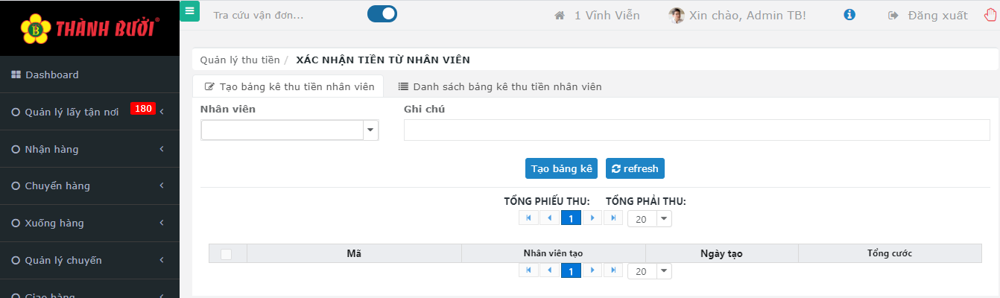 THÀNH BƯỞI®
Tra cứu vận đơn...
1 Vĩnh Viễn
Xin chào, Admin TB!
Đăng xuất
Dashboard
Quản lý lấy tận nơi 180
Nhận hàng
Chuyển hàng
Xuống hàng
Quản lý chuyến
Giao hàng
Quản lý thu tiền / XÁC NHẬN TIỀN TỪ NHÂN VIÊN
Tạo bảng kê thu tiền nhân viên
Danh sách bảng kê thu tiền nhân viên
Nhân viên
Ghi chú
Tạo bảng kê
refresh
TỔNG PHIẾU THU: TỔNG PHẢI THU:
1 20
Mã Nhân viên tạo Ngày tạo Tổng cước
1 20